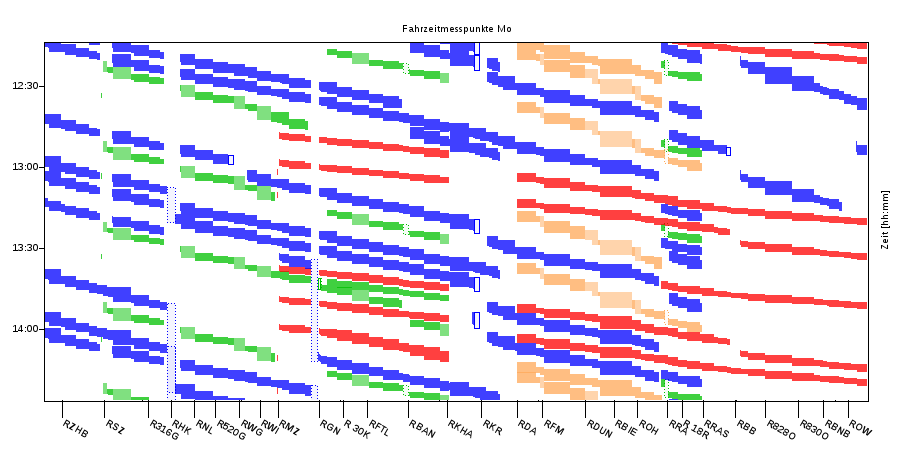 Fahrzeitmesspunkte Mo
12:30
13:00
13:30
14:00
Zeit [hh:mm]
RZHB RSZ R316G RHK RNL RB20G RWG RWI RMZ RGN R 30K RFTL RBAN RKHA RKR RDA RFM RDUN RBIE ROH R 18R RRAS RBB R828O R830O RBNB ROW